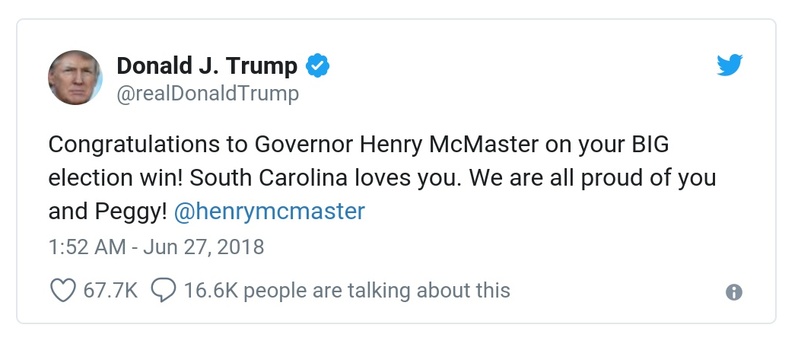 Donald J. Trump
@realDonaldTrump
Congratulations to Governor Henry McMaster on your BIG
election win! South Carolina loves you. We are all proud of you
and Peggy! @henrymcmaster
1:52 AM - Jun 27, 2018
67.7K 16.6K people are talking about this